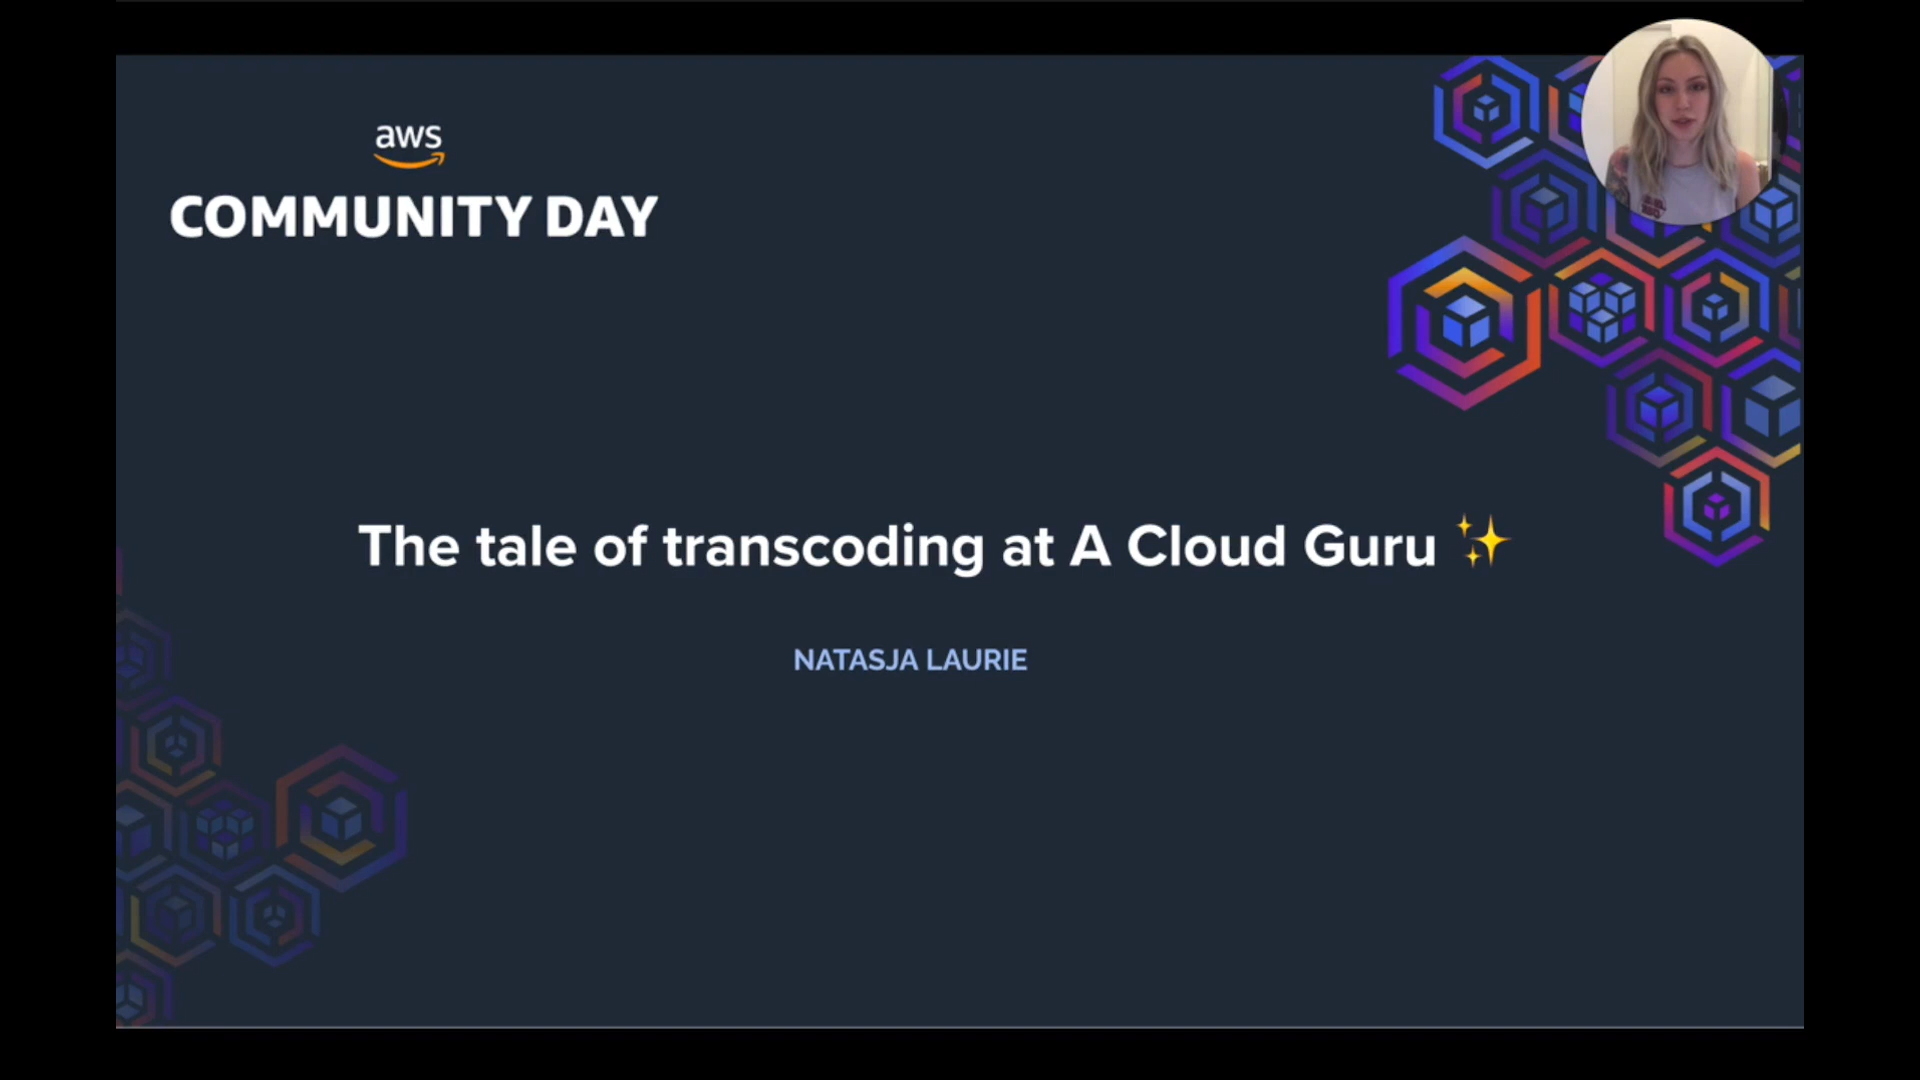 aws
COMMUNITY DAY
The tale of transcoding at A Cloud Guru ✨
NATASJA LAURIE